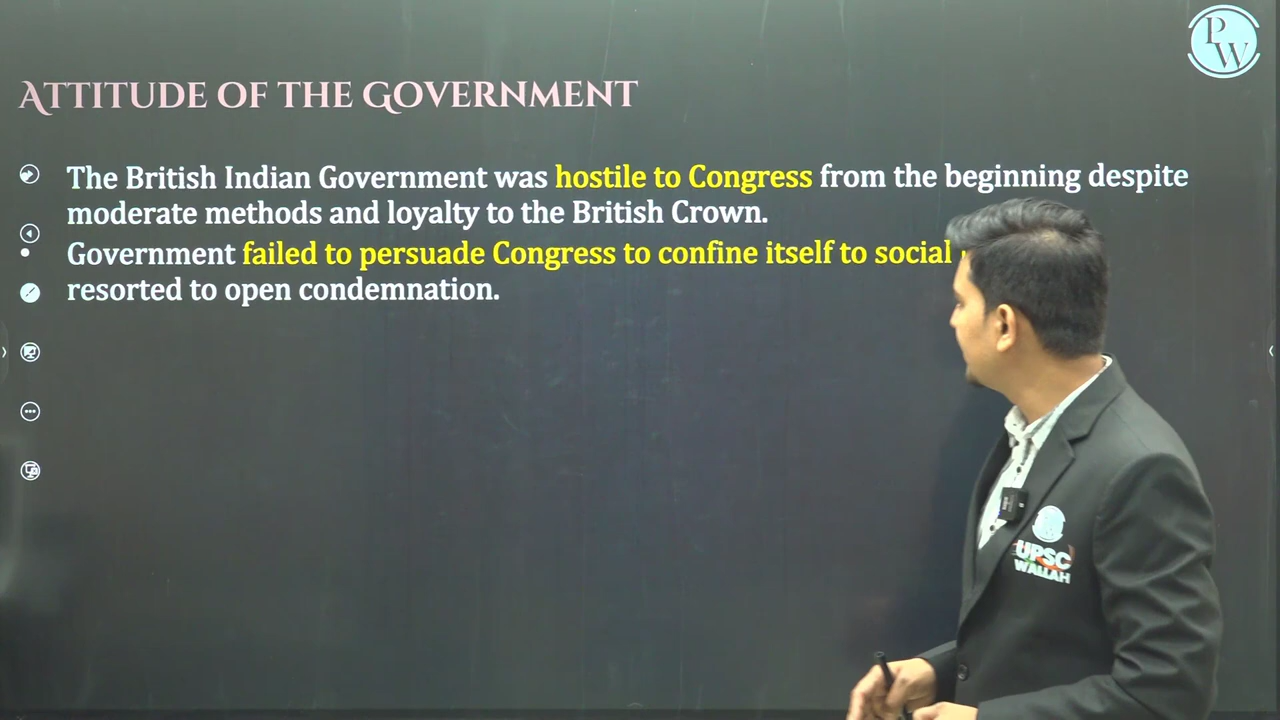 PW
ATTITUDE OF THE GOVERNMENT
The British Indian Government was hostile to Congress from the beginning despite
moderate methods and loyalty to the British Crown.
• Government failed to persuade Congress to confine itself to social
resorted to open condemnation.
UPSC
WALLAH